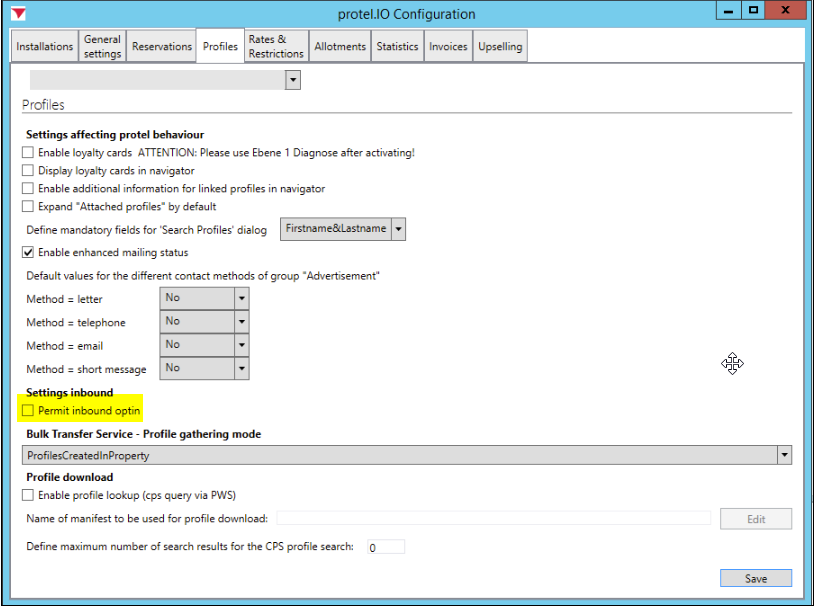 protel.IO Configuration
Installations
General
settings
Reservations
Profiles
Rates &
Restrictions
Allotments
Statistics
Invoices
Upselling
Profiles
Settings affecting protel behaviour
Enable loyalty cards ATTENTION: Please use Ebene 1 Diagnose after activating!
Display loyalty cards in navigator
Enable additional information for linked profiles in navigator
Expand "Attached profiles" by default
Define mandatory fields for 'Search Profiles' dialog Firstname&Lastname
Enable enhanced mailing status
Default values for the different contact methods of group "Advertisement"
Method = letter No
Method = telephone No
Method = email No
Method = short message No
Settings inbound
Permit inbound optin
Bulk Transfer Service - Profile gathering mode
ProfilesCreatedInProperty
Profile download
Enable profile lookup (cps query via PWS)
Name of manifest to be used for profile download: Edit
Define maximum number of search results for the CPS profile search: 0
Save